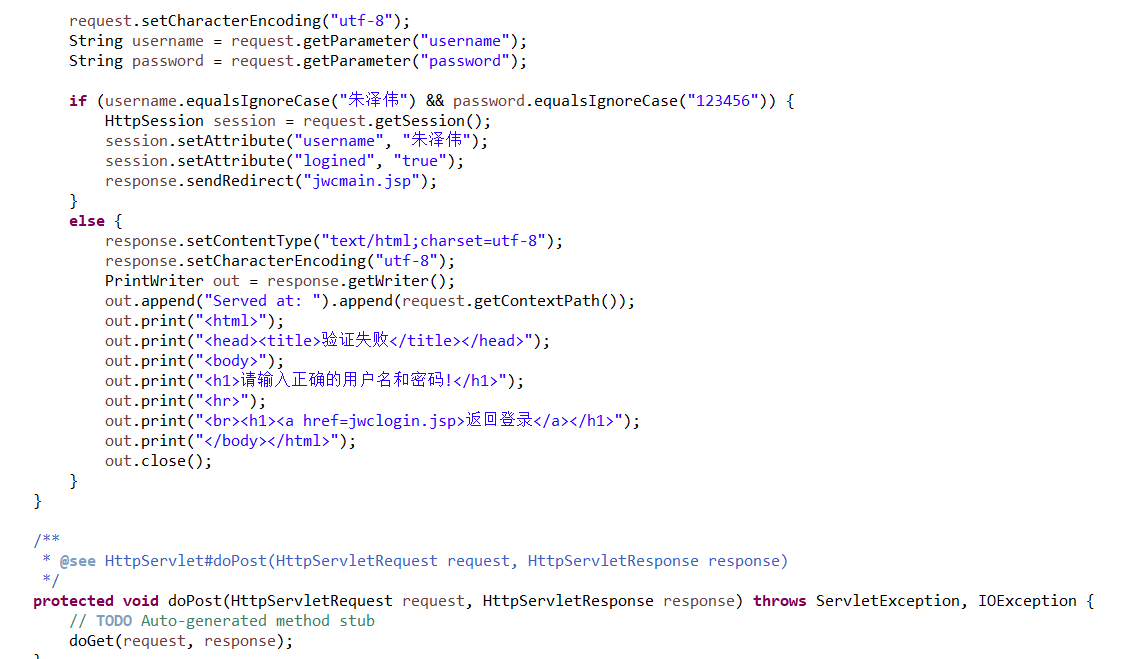 request.setCharacterEncoding("utf-8");
String username = request.getParameter("username");
String password = request.getParameter("password");
if (username.equalsIgnoreCase("朱泽伟") && password.equalsIgnoreCase("123456")) {
HttpSession session = request.getSession();
session.setAttribute("username", "朱泽伟");
session.setAttribute("logined", "true");
response.sendRedirect("jwcmain.jsp");
}
else {
response.setContentType("text/html;charset=utf-8");
response.setCharacterEncoding("utf-8");
PrintWriter out = response.getWriter();
out.append("Served at: ").append(request.getContextPath());
out.print("<html>");
out.print("<head><title>验证失败</title></head>");
out.print("<body>");
out.print("<h1>请输入正确的用户名和密码!</h1>");
out.print("<hr>");
out.print("<br><h1><a href=jwclogin.jsp>返回登录</a></h1>");
out.print("</body></html>");
out.close();
}
}
/**
* @see HttpServlet#doPost(HttpServletRequest request, HttpServletResponse response)
*/
protected void doPost(HttpServletRequest request, HttpServletResponse response) throws ServletException, IOException {
// TODO Auto-generated method stub
doGet(request, response);
}